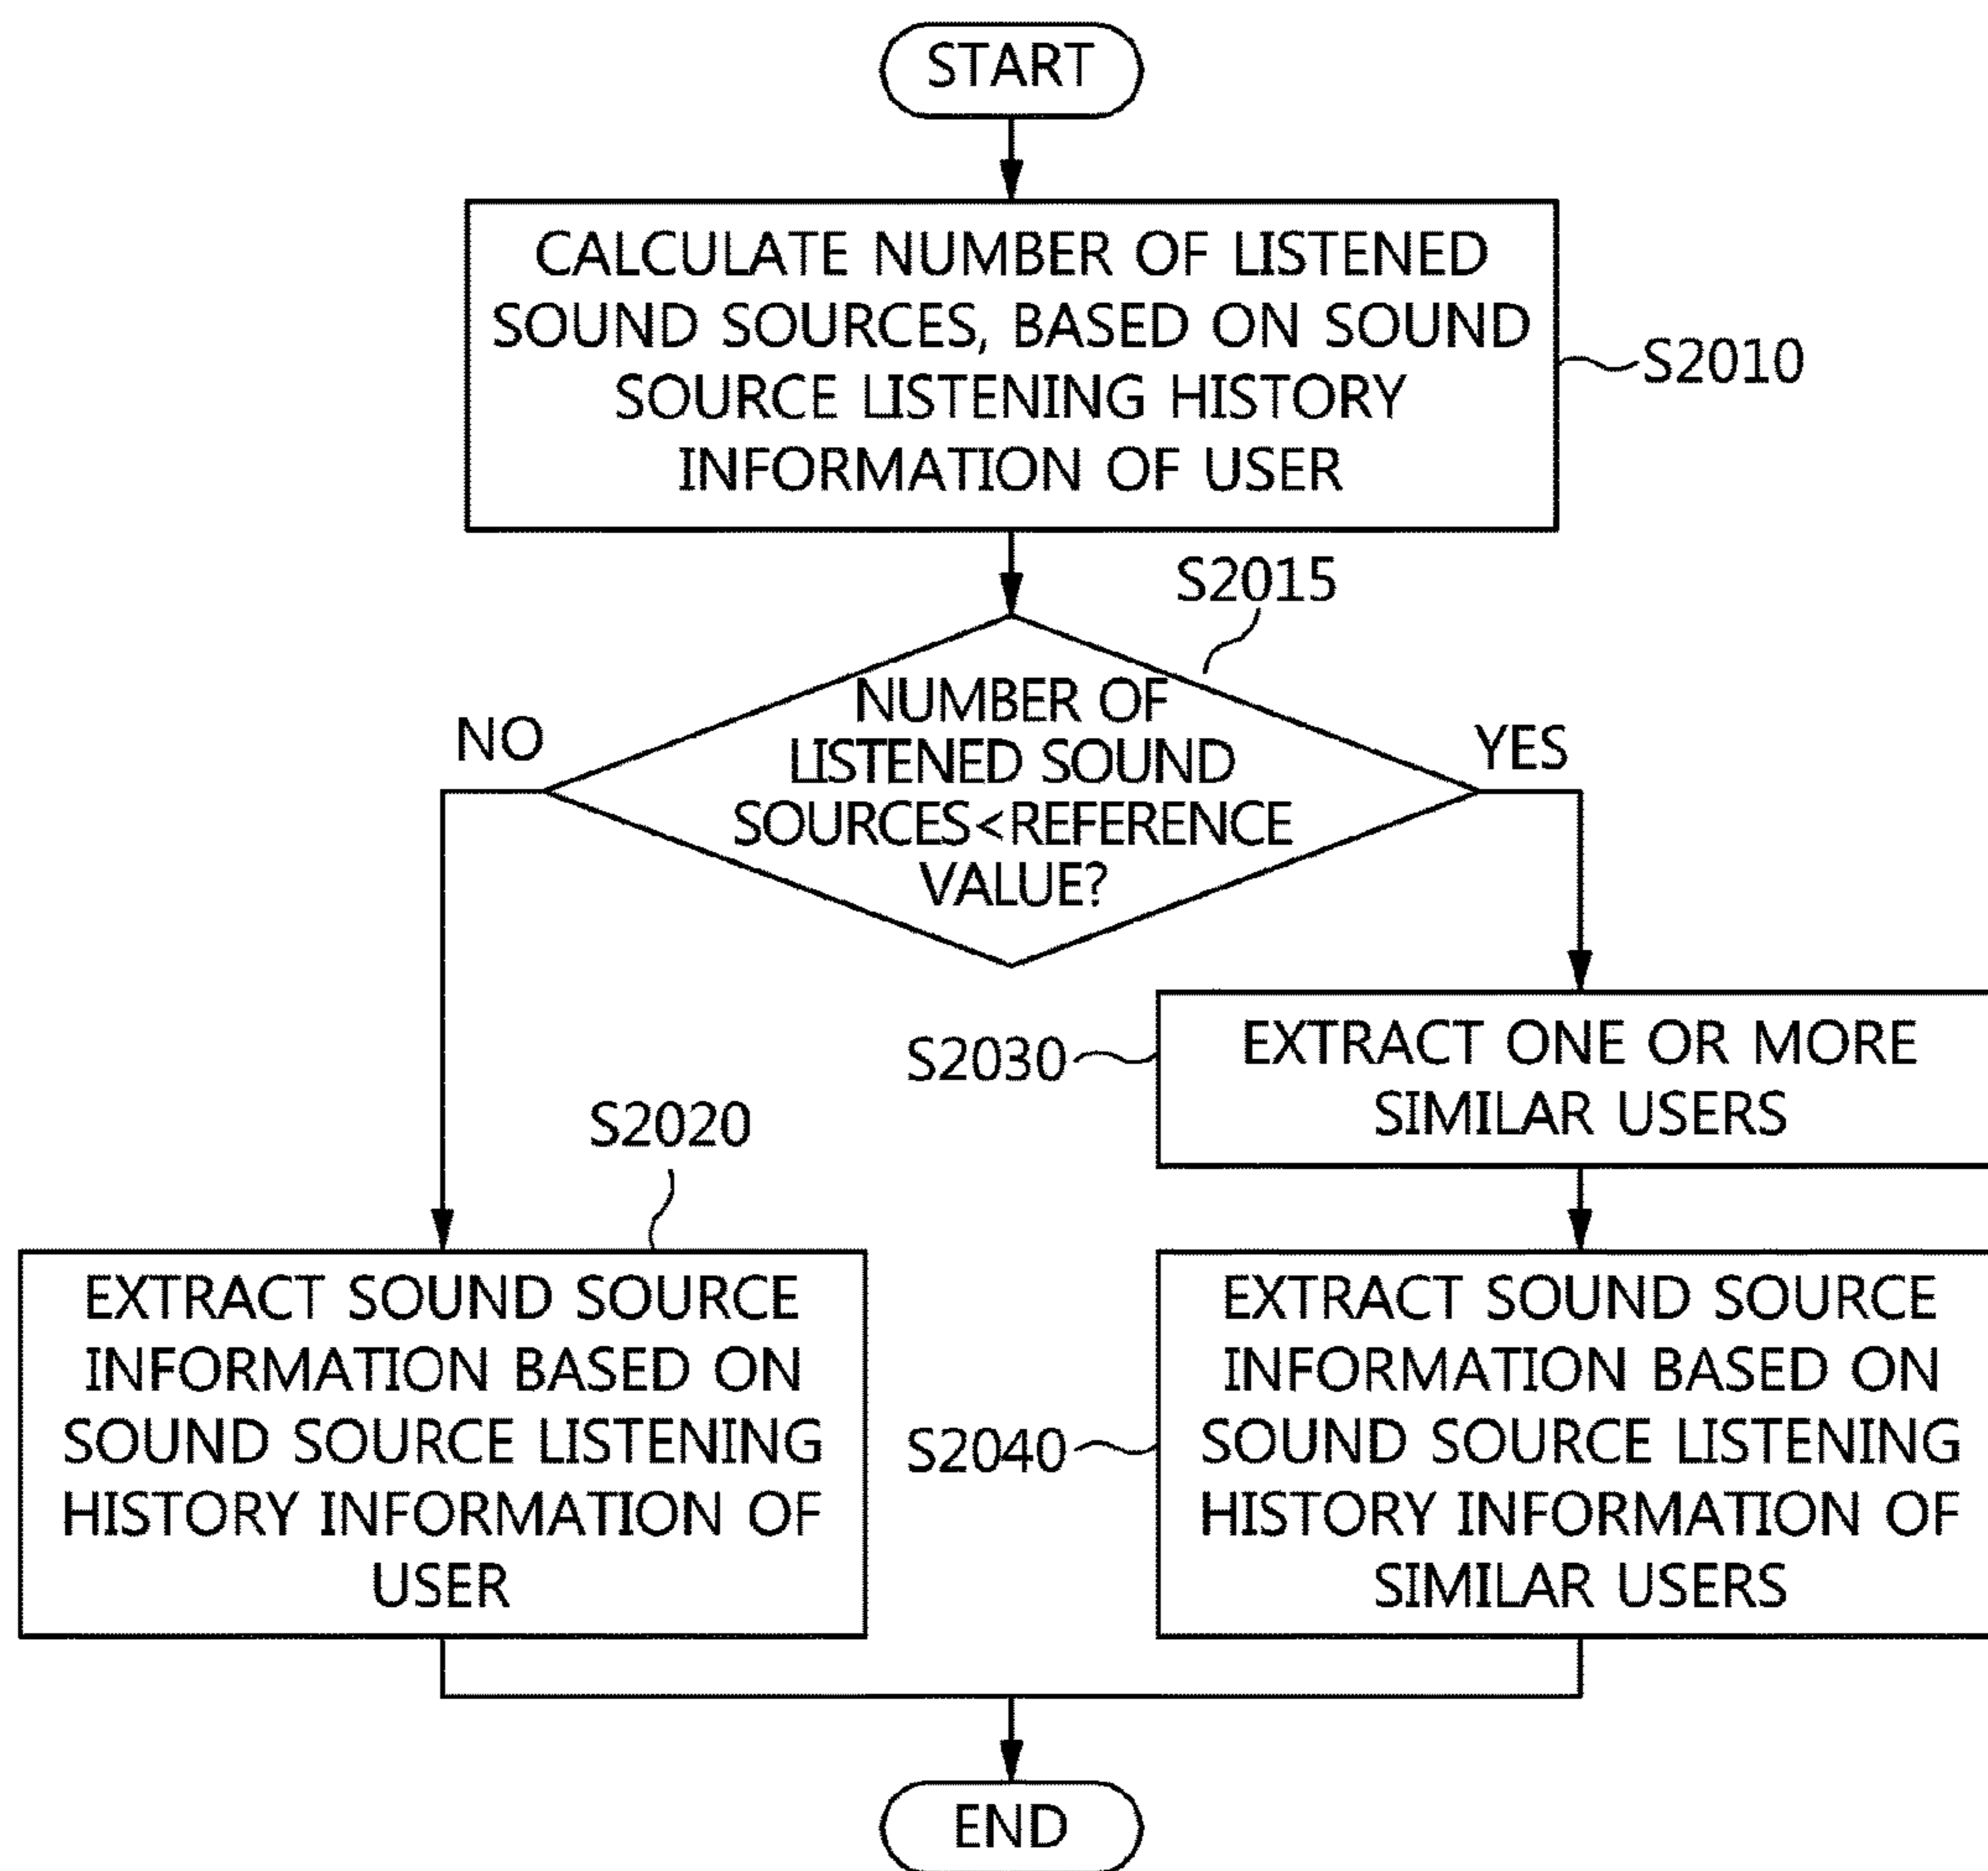 START
CALCULATE NUMBER OF LISTENED
SOUND SOURCES, BASED ON SOUND
SOURCE LISTENING HISTORY
INFORMATION OF USER
S2010
S2015
NUMBER OF
LISTENED SOUND
SOURCES<REFERENCE
VALUE?
NO
YES
S2030
EXTRACT ONE OR MORE
SIMILAR USERS
S2020
EXTRACT SOUND SOURCE
INFORMATION BASED ON
SOUND SOURCE LISTENING
HISTORY INFORMATION OF
USER
S2040
EXTRACT SOUND SOURCE
INFORMATION BASED ON
SOUND SOURCE LISTENING
HISTORY INFORMATION OF
SIMILAR USERS
END